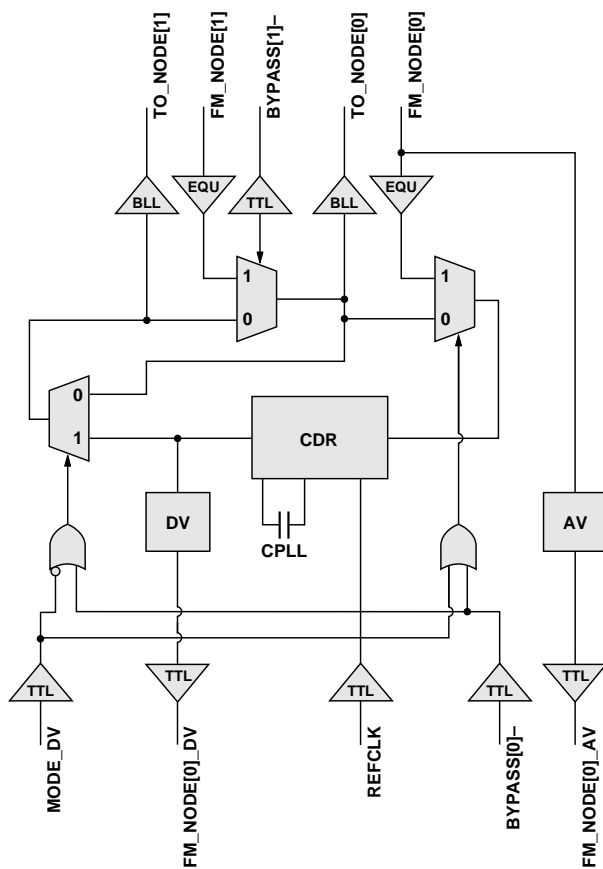 TO_NODE[1]
FM_NODE[1]
BYPASS[1]–
TO_NODE[0]
FM_NODE[0]
BLL
EQU
TTL
BLL
EQU
1
0
1
0
0
1
CDR
DV
CPLL
AV
TTL
TTL
TTL
TTL
TTL
MODE_DV
FM_NODE[0]_DV
REFCLK
BYPASS[0]–
FM_NODE[0]_AV